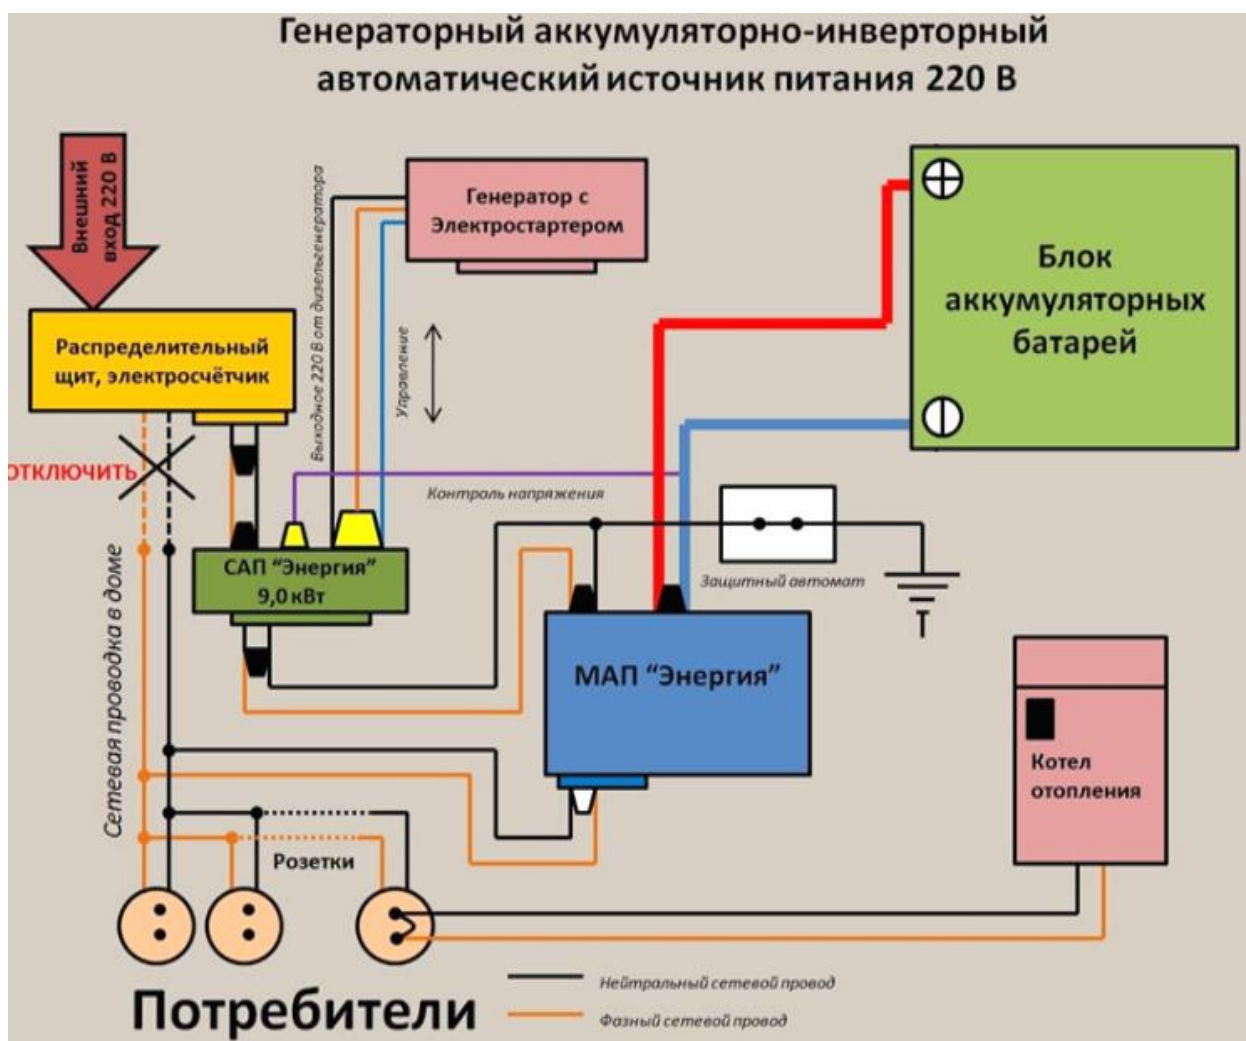 Генераторный аккумуляторно-инверторный
автоматический источник питания 220 В
Внешний
вход 220 В
Генератор с
Электростартером
Выходное 220 В от дизельгенератора
Управление
Блок
аккумуляторных
батарей
Распределительный
щит, электросчётчик
ОТКЛЮЧИТЬ
Контроль напряжения
САП “Энергия”
9,0 кВт
Защитный автомат
МАП “Энергия”
Сетевая проводка в доме
Котел
отопления
Розетки
Потребители
Нейтральный сетевой провод
Фазный сетевой провод